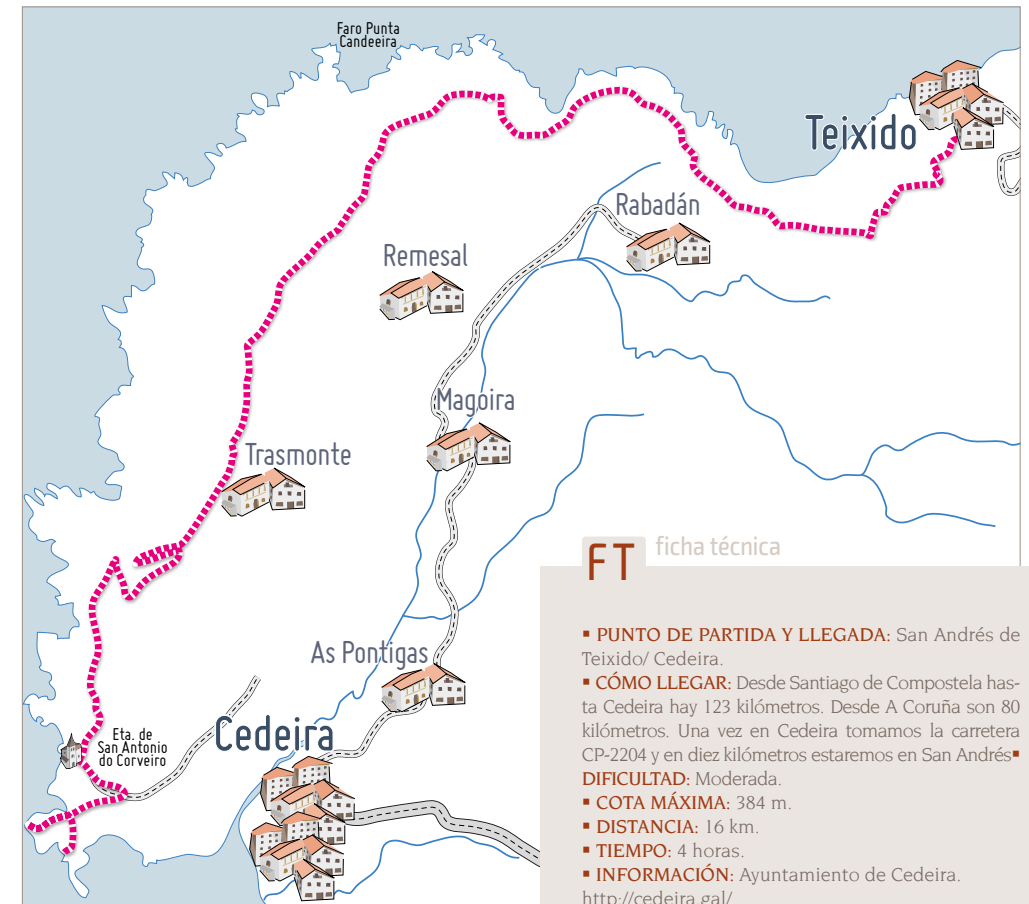 Faro Punta
Candeeira
Teixido
Rabadán
Remesal
Magoira
Trasmonte
As Pontigas
Eta. de
San Antonio
do Corveiro
Cedeira
FT ficha técnica
▪ PUNTO DE PARTIDA Y LLEGADA: San Andrés de
Teixido/ Cedeira.
▪ CÓMO LLEGAR: Desde Santiago de Compostela has-
ta Cedeira hay 123 kilómetros. Desde A Coruña son 80
kilómetros. Una vez en Cedeira tomamos la carretera
CP-2204 y en diez kilómetros estaremos en San Andrés▪
DIFICULTAD: Moderada.
▪ COTA MÁXIMA: 384 m.
▪ DISTANCIA: 16 km.
▪ TIEMPO: 4 horas.
▪ INFORMACIÓN: Ayuntamiento de Cedeira.
http://cedeira.gal/